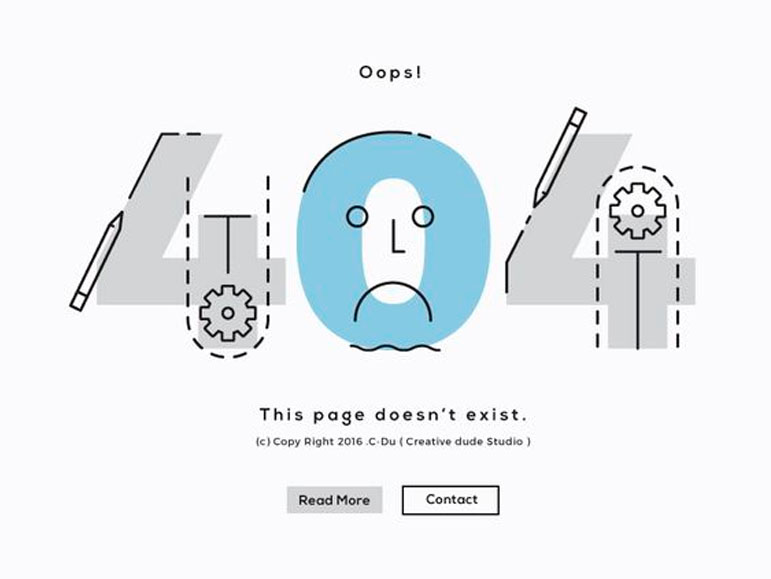 Oops!
404
This page doesn't exist.
(c) Copy Right 2016 .C-Du ( Creative dude Studio )
Read More Contact